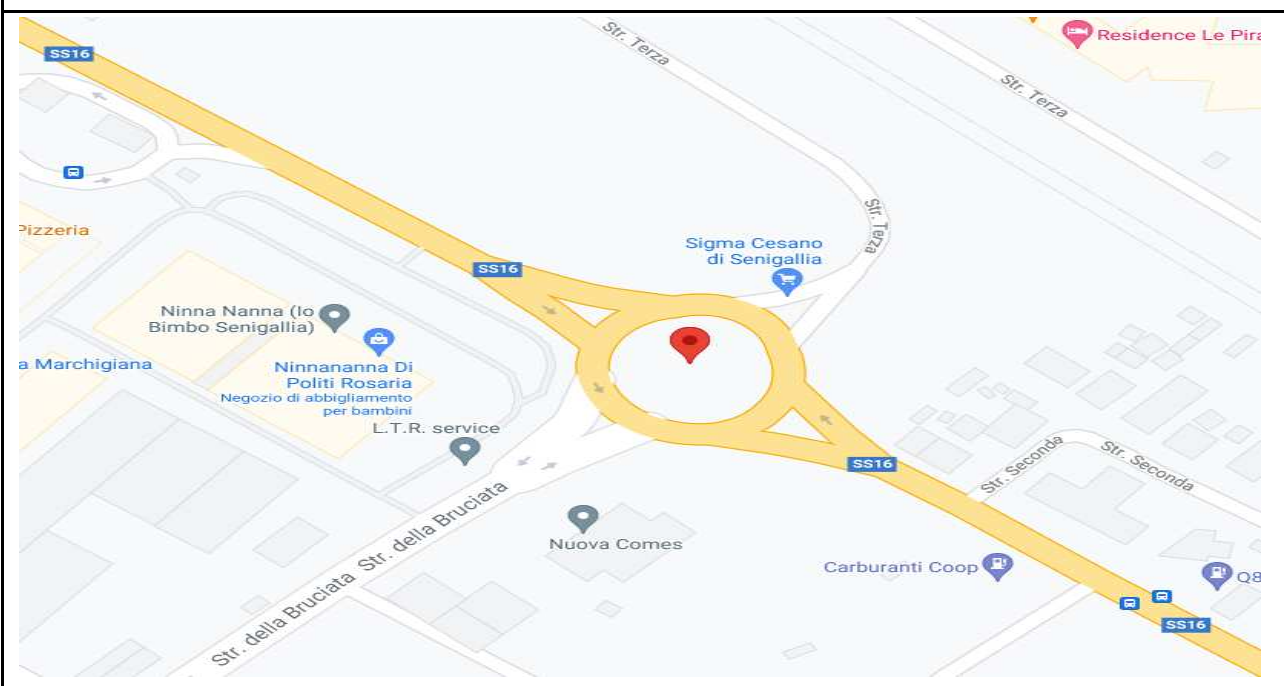 Str. Terza
Residence Le Pira
SS16
Str. Terza
Pizzeria
Str. Terza
Sigma Cesano
di Senigallia
SS16
Ninna Nanna (Io
Bimbo Senigallia)
a Marchigiana
Ninnananna Di
Politi Rosaria
Negozio di abbigliamento
per bambini
L.T.R. service
SS16
Str. Seconda
Str. Seconda
Str. della Bruciata
Nuova Comes
Carburanti Coop
Q8
Str. della Bruciata
SS16